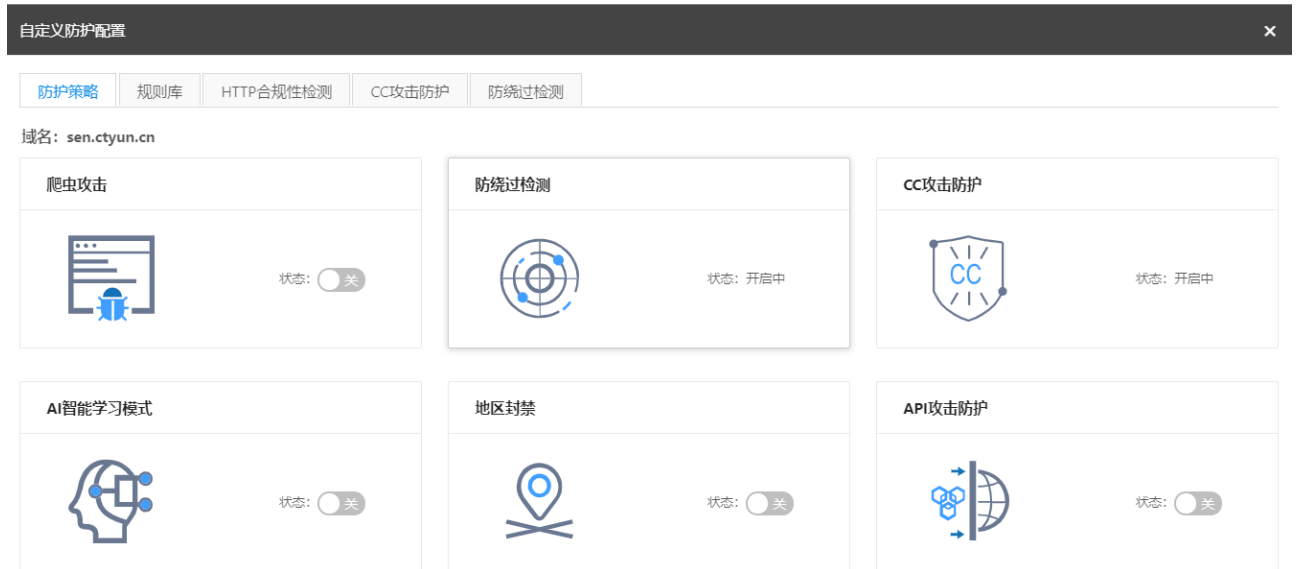 自定义防护配置 ×
防护策略 规则库 HTTP合规性检测 CC攻击防护 防绕过检测
域名：sen.ctyun.cn
爬虫攻击 防绕过检测 CC攻击防护
状态： 关 状态：开启中 CC 状态：开启中
AI智能学习模式 地区封禁 API攻击防护
状态： 关 状态： 关 状态： 关